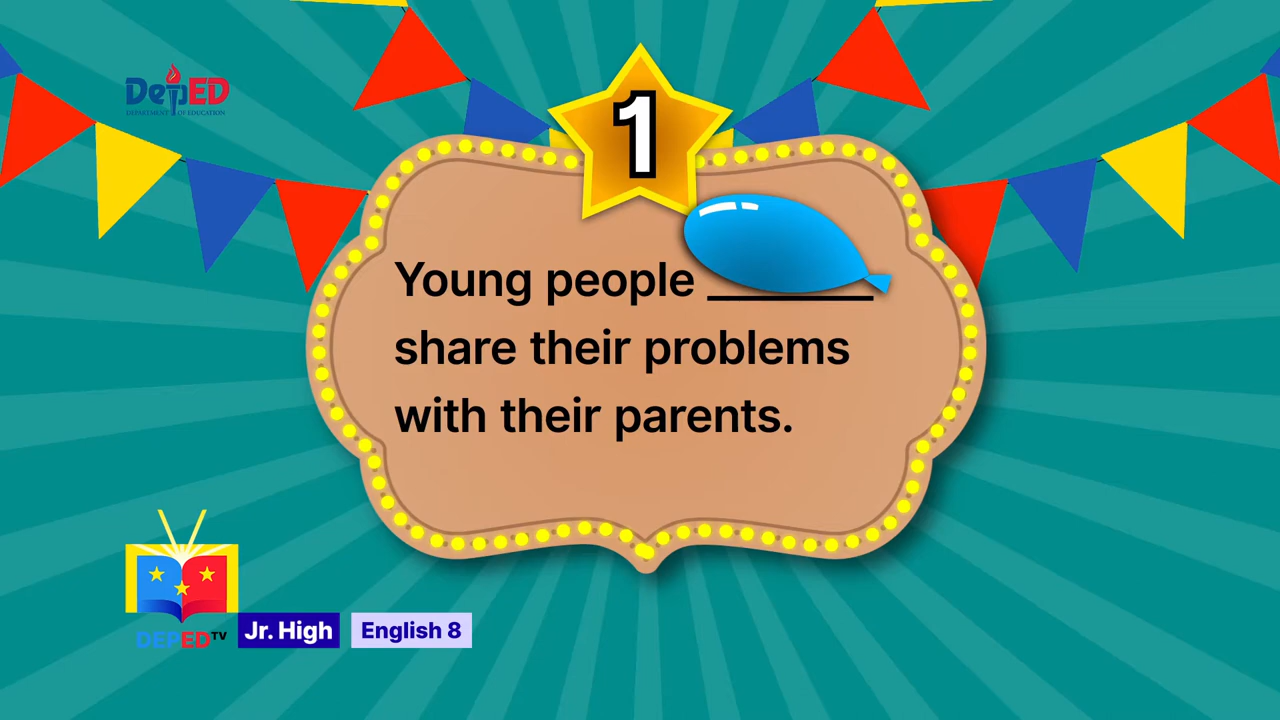 DepED
DEPARTMENT OF EDUCATION
1
Young people ________
share their problems
with their parents.
DEPED TV
Jr. High
English 8